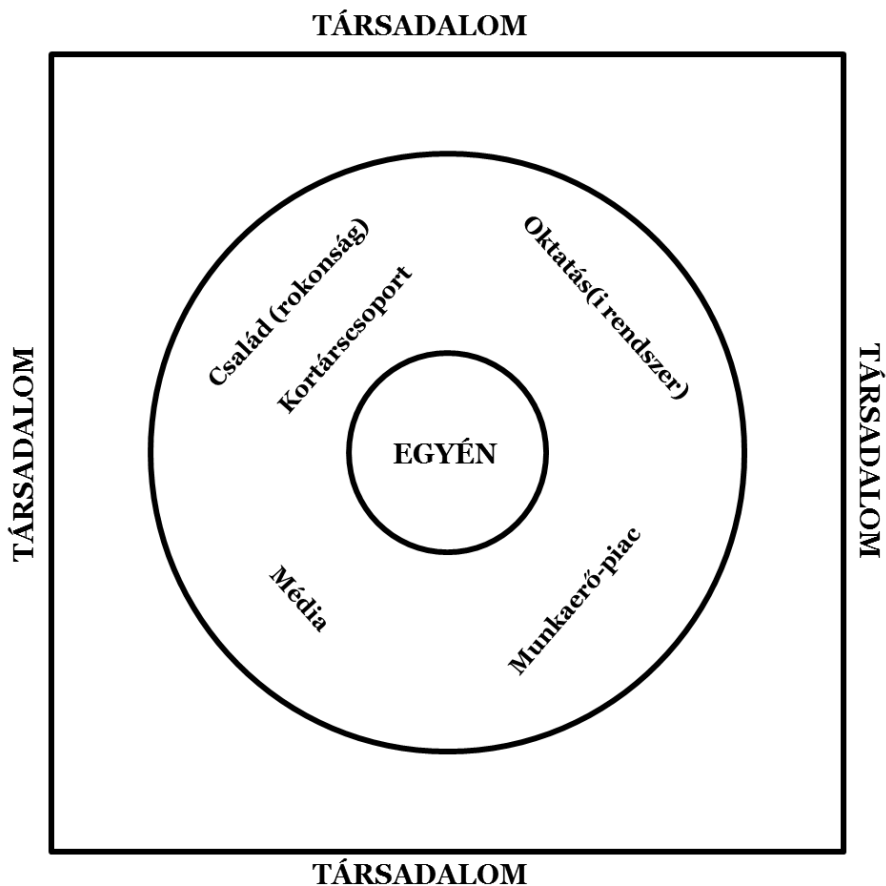 TÁRSADALOM
Család (rokonság)
Kortárscsoport
Oktatás(i rendszer)
TÁRSADALOM
EGYÉN
TÁRSADALOM
Média
Munkaerő-piac
TÁRSADALOM